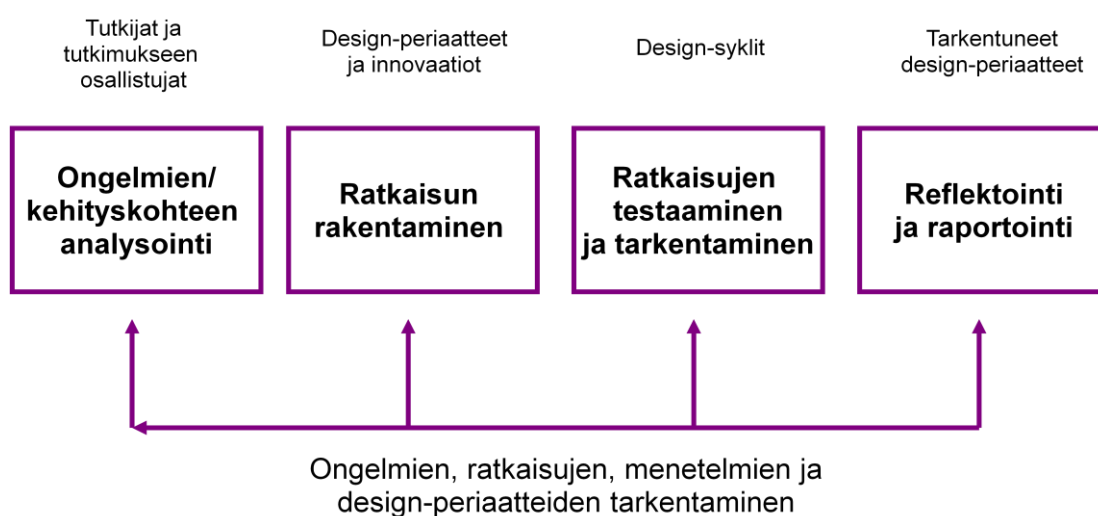 Tutkijat ja
tutkimukseen
osallistujat
Design-periaatteet
ja innovaatiot
Design-syklit
Tarkentuneet
design-periaatteet
Ongelmien/
kehityskohteen
analysointi
Ratkaisun
rakentaminen
Ratkaisujen
testaaminen
ja tarkentaminen
Reflektointi
ja raportointi
Ongelmien, ratkaisujen, menetelmien ja
design-periaatteiden tarkentaminen